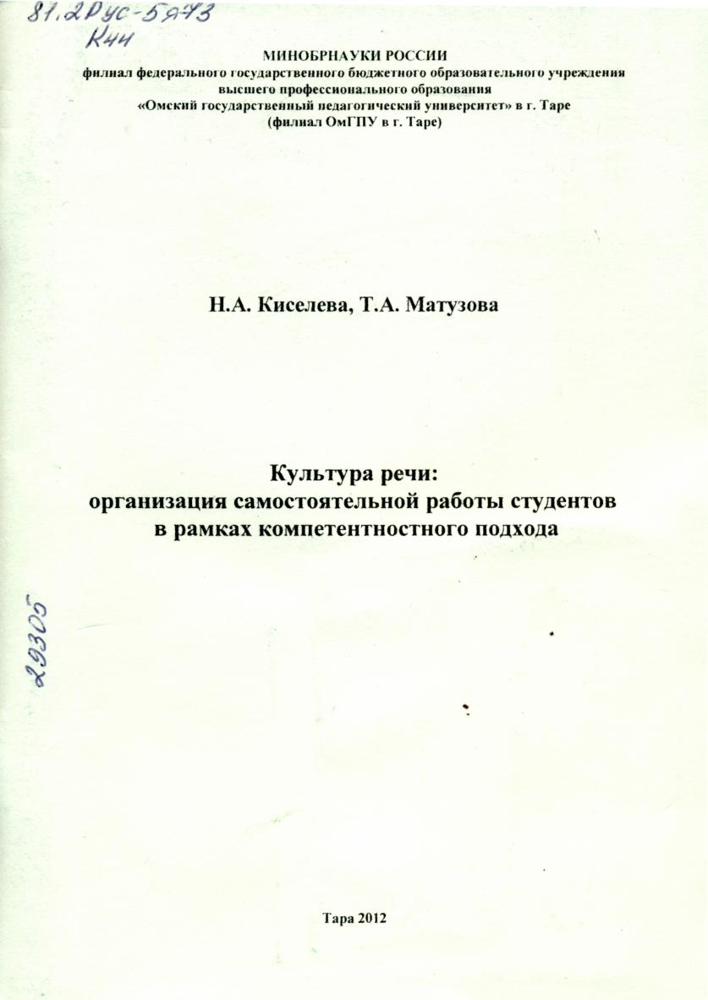 81.2Рус-5я73
К44
МИНОБРНАУКИ РОССИИ
филиал федерального государственного бюджетного образовательного учреждения
высшего профессионального образования
«Омский государственный педагогический университет» в г. Таре
(филиал ОмГПУ в г. Таре)
Н.А. Киселева, Т.А. Матузова
Культура речи:
организация самостоятельной работы студентов
в рамках компетентностного подхода
29305
Тара 2012